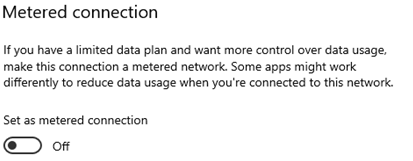 Metered connection
If you have a limited data plan and want more control over data usage,
make this connection a metered network. Some apps might work
differently to reduce data usage when you're connected to this network.
Set as metered connection
Off